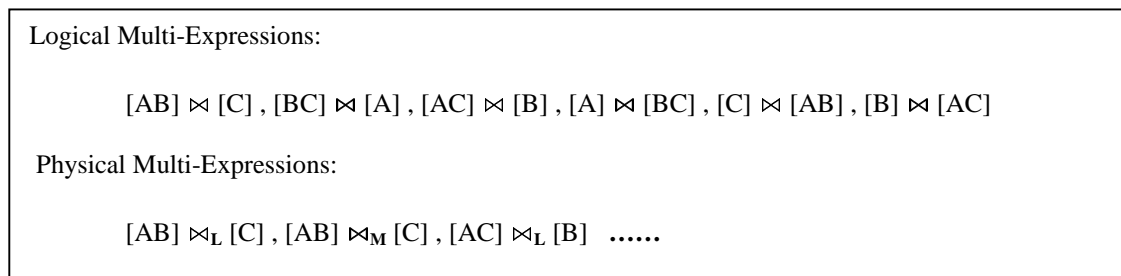 Logical Multi-Expressions:
[AB] ⋈ [C] , [BC] ⋈ [A] , [AC] ⋈ [B] , [A] ⋈ [BC] , [C] ⋈ [AB] , [B] ⋈ [AC]
Physical Multi-Expressions:
[AB] ⋈L [C] , [AB] ⋈M [C] , [AC] ⋈L [B] ......